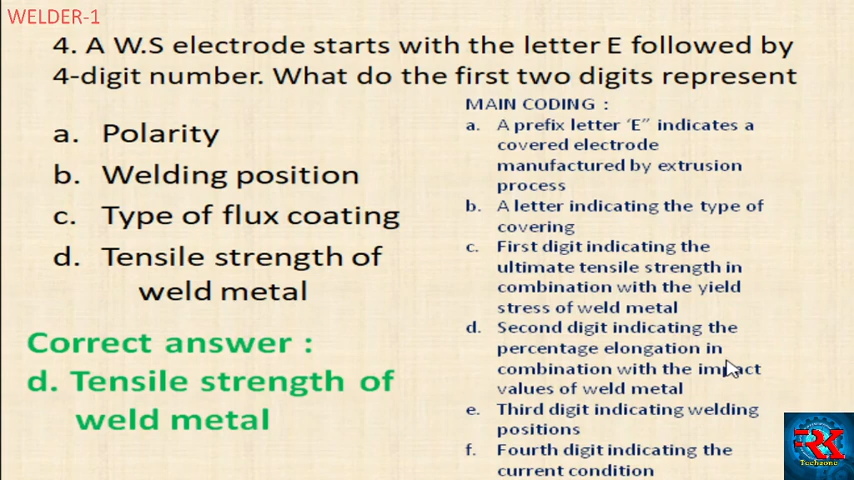 WELDER-1
4. A W.S electrode starts with the letter E followed by
4-digit number. What do the first two digits represent
a. Polarity
b. Welding position
c. Type of flux coating
d. Tensile strength of
weld metal
Correct answer :
d. Tensile strength of
weld metal
MAIN CODING :
a. A prefix letter ‘E” indicates a
covered electrode
manufactured by extrusion
process
b. A letter indicating the type of
covering
c. First digit indicating the
ultimate tensile strength in
combination with the yield
stress of weld metal
d. Second digit indicating the
percentage elongation in
combination with the impact
values of weld metal
e. Third digit indicating welding
positions
f. Fourth digit indicating the
current condition
RK
Techzone